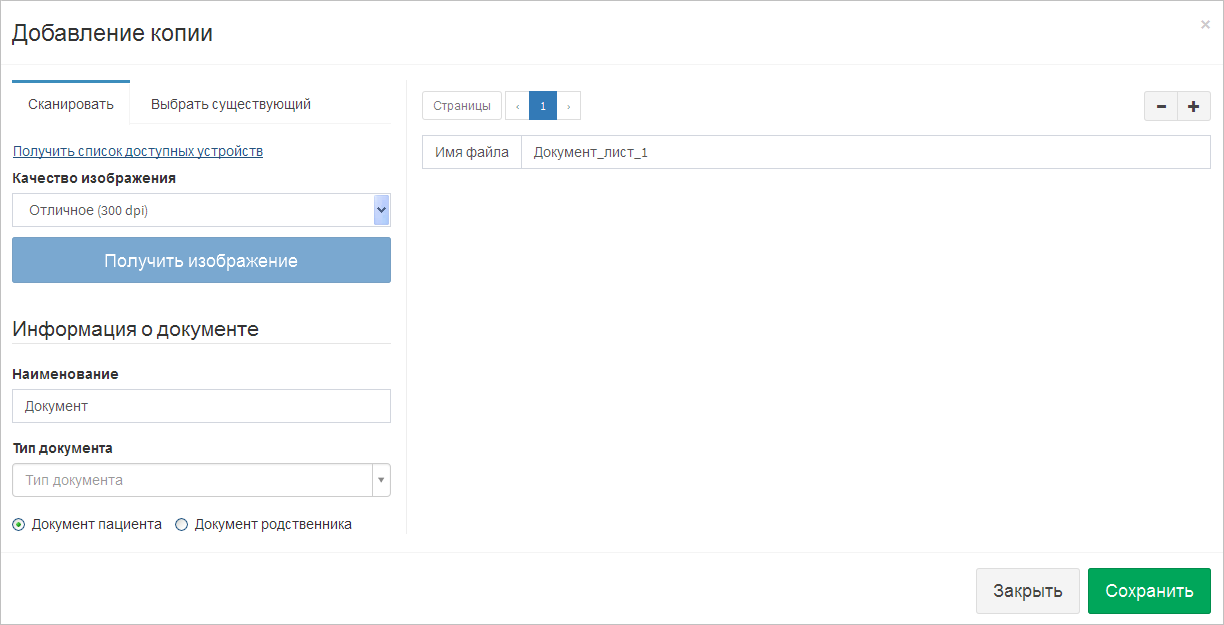 Добавление копии
×
Сканировать
Выбрать существующий
Получить список доступных устройств
Качество изображения
Отличное (300 dpi)
Получить изображение
Информация о документе
Наименование
Документ
Тип документа
Тип документа
Документ пациента
Документ родственника
Страницы
‹ 1 ›
Имя файла
Документ_лист_1
Закрыть
Сохранить